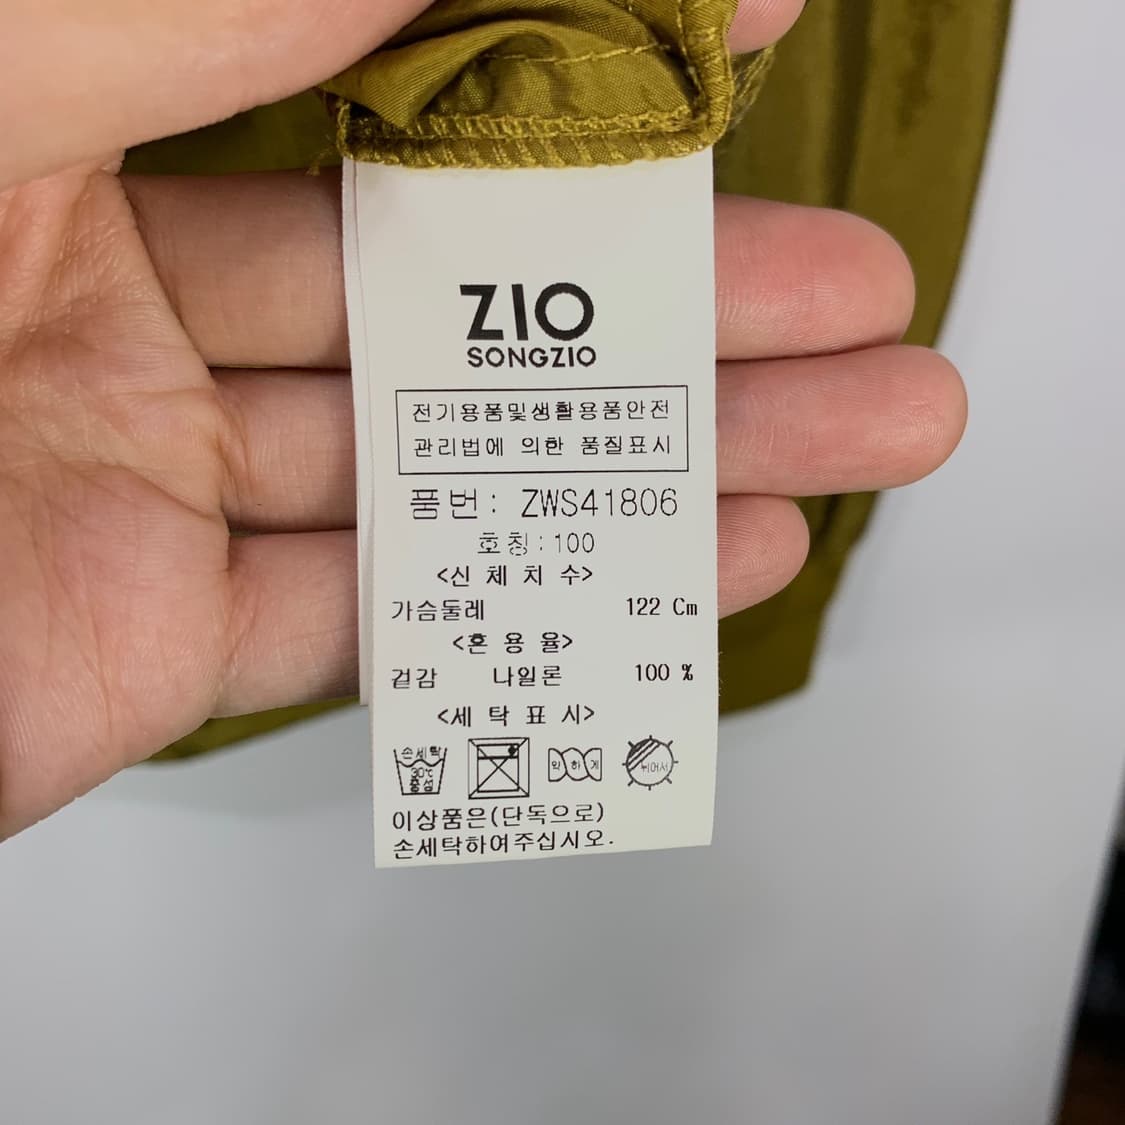 ZIO
SONGZIO
전기용품및생활용품안전
관리법에 의한 품질표시
품번: ZWS41806
호칭:100
<신 체 치 수>
가슴둘레 122 Cm
<혼 용 율>
겉감 나일론 100 %
<세 탁 표 시>
손세탁 30℃ 중성 약하게 뉘어서
이상품은(단독으로)
손세탁하여주십시오.